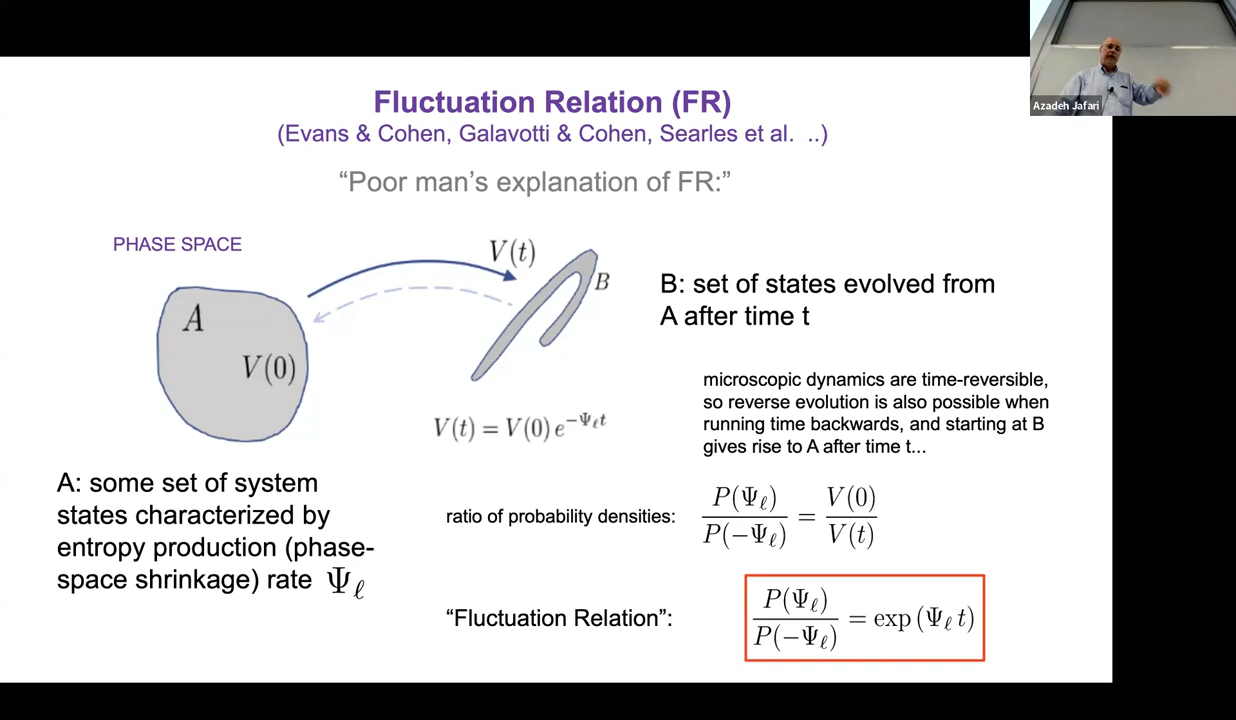 Fluctuation Relation (FR)
(Evans & Cohen, Galavotti & Cohen, Searles et al. ..)
“Poor man’s explanation of FR:”
PHASE SPACE
V(t)
B
A
V(0)
B: set of states evolved from
A after time t
microscopic dynamics are time-reversible,
so reverse evolution is also possible when
running time backwards, and starting at B
gives rise to A after time t...
V(t) = V(0) e^{-Ψ_ℓ t}
A: some set of system
states characterized by
entropy production (phase-
space shrinkage) rate Ψ_ℓ
ratio of probability densities: P(Ψ_ℓ)/P(−Ψ_ℓ) = V(0)/V(t)
“Fluctuation Relation”: P(Ψ_ℓ)/P(−Ψ_ℓ) = exp (Ψ_ℓ t)
Azadeh Jafari